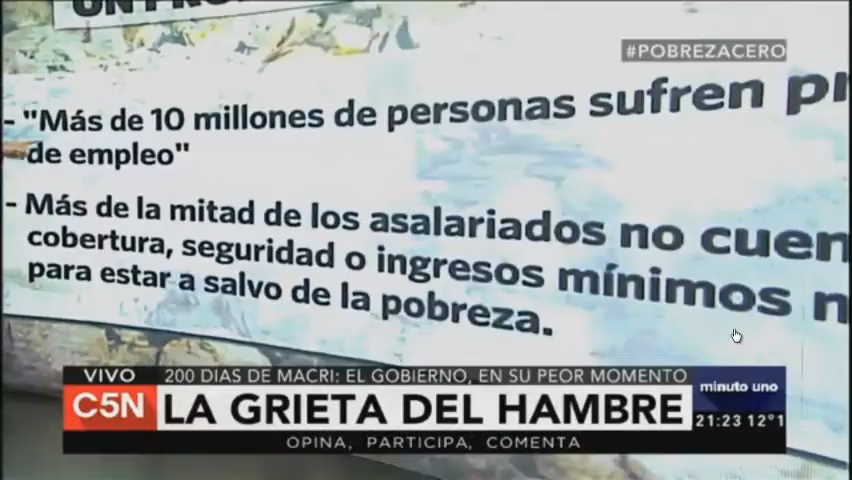 #POBREZACERO
- "Más de 10 millones de personas sufren
de empleo"
- Más de la mitad de los asalariados no
cobertura, seguridad o ingresos mínimos
para estar a salvo de la pobreza.
VIVO
200 DIAS DE MACRI: EL GOBIERNO, EN SU PEOR MOMENTO
minuto uno
C5N
LA GRIETA DEL HAMBRE
21:23 12°
OPINA, PARTICIPA, COMENTA